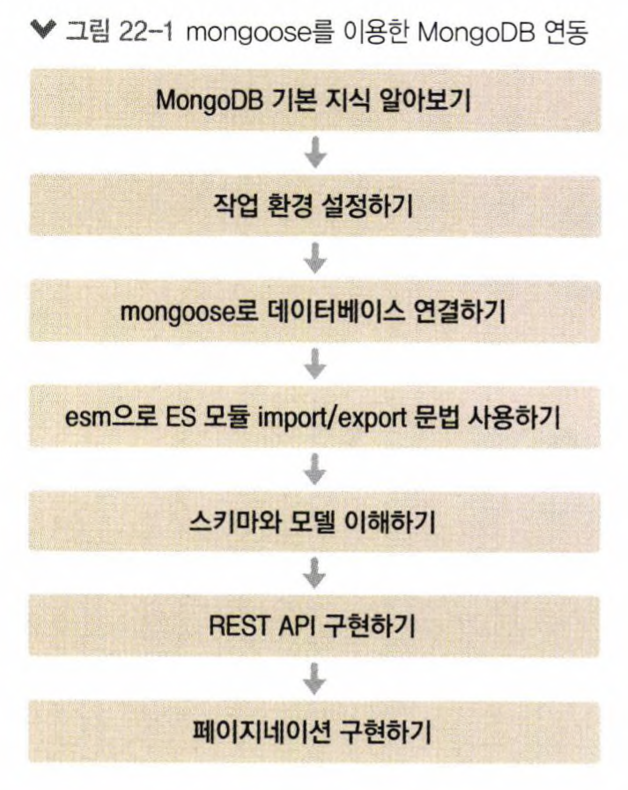 그림 22-1 mongoose를 이용한 MongoDB 연동
MongoDB 기본 지식 알아보기
작업 환경 설정하기
mongoose로 데이터베이스 연결하기
esm으로 ES 모듈 import/export 문법 사용하기
스키마와 모델 이해하기
REST API 구현하기
페이지네이션 구현하기